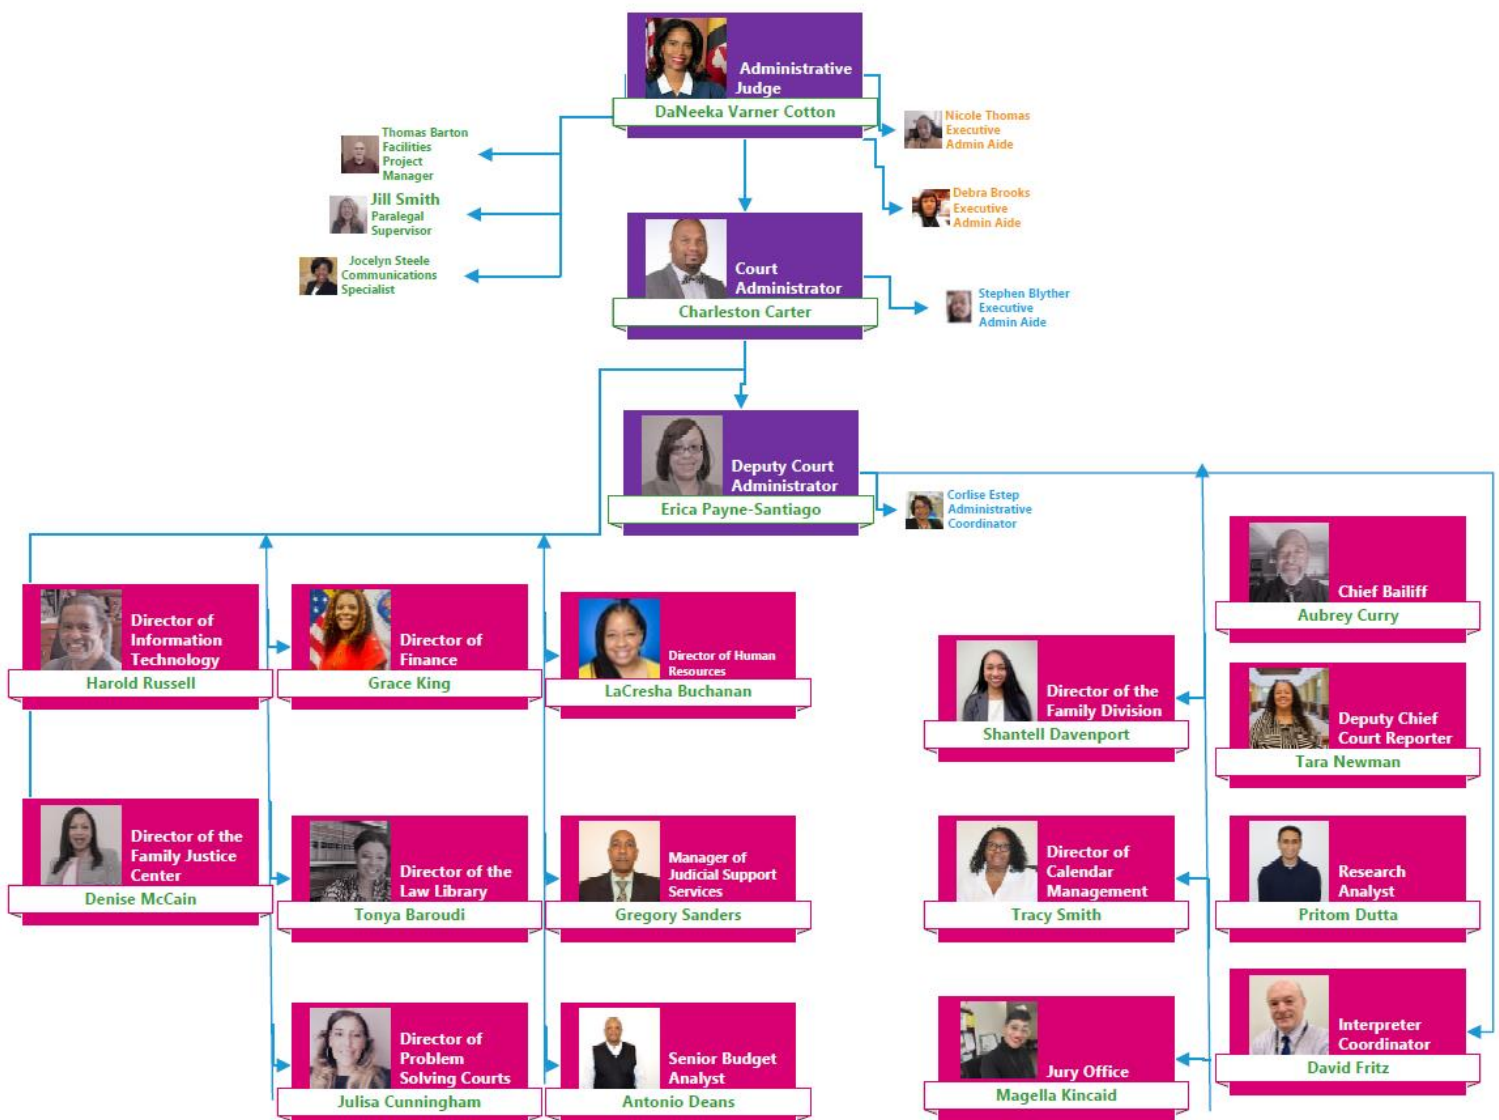 Administrative
Judge
DaNeeka Varner Cotton
Thomas Barton
Facilities
Project
Manager
Jill Smith
Paralegal
Supervisor
Jocelyn Steele
Communications
Specialist
Nicole Thomas
Executive
Admin Aide
Debra Brooks
Executive
Admin Aide
Court
Administrator
Charleston Carter
Stephen Blyther
Executive
Admin Aide
Deputy Court
Administrator
Erica Payne-Santiago
Corlise Estep
Administrative
Coordinator
Director of
Information
Technology
Harold Russell
Director of
Finance
Grace King
Director of Human
Resources
LaCresha Buchanan
Director of the
Family Justice
Center
Denise McCain
Director of the
Law Library
Tonya Baroudi
Manager of
Judicial Support
Services
Gregory Sanders
Director of
Problem
Solving Courts
Julisa Cunningham
Senior Budget
Analyst
Antonio Deans
Director of the
Family Division
Shantell Davenport
Director of
Calendar
Management
Tracy Smith
Jury Office
Magella Kincaid
Chief Bailiff
Aubrey Curry
Deputy Chief
Court Reporter
Tara Newman
Research
Analyst
Pritom Dutta
Interpreter
Coordinator
David Fritz